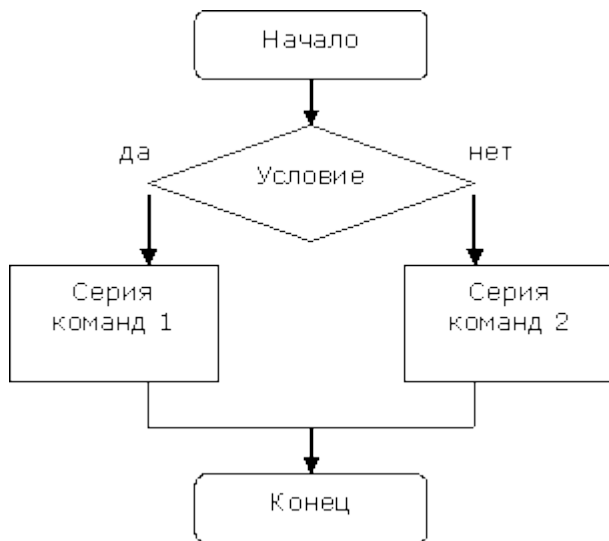 Начало
да
нет
Условие
Серия
команд 1
Серия
команд 2
Конец